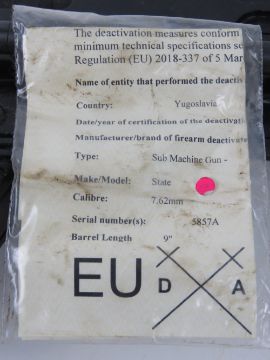 The deactivation measures conform
minimum technical specifications se
Regulation (EU) 2018-337 of 5 Mar
Name of entity that performed the deactiv
Country: Yugoslavia
Date/year of certification of the deactivati
Manufacturer/brand of firearm deactivate
Type: Sub Machine Gun -
Make/Model: State
Calibre: 7.62mm
Serial number(s): 5857A
Barrel Length 9"
EU D A